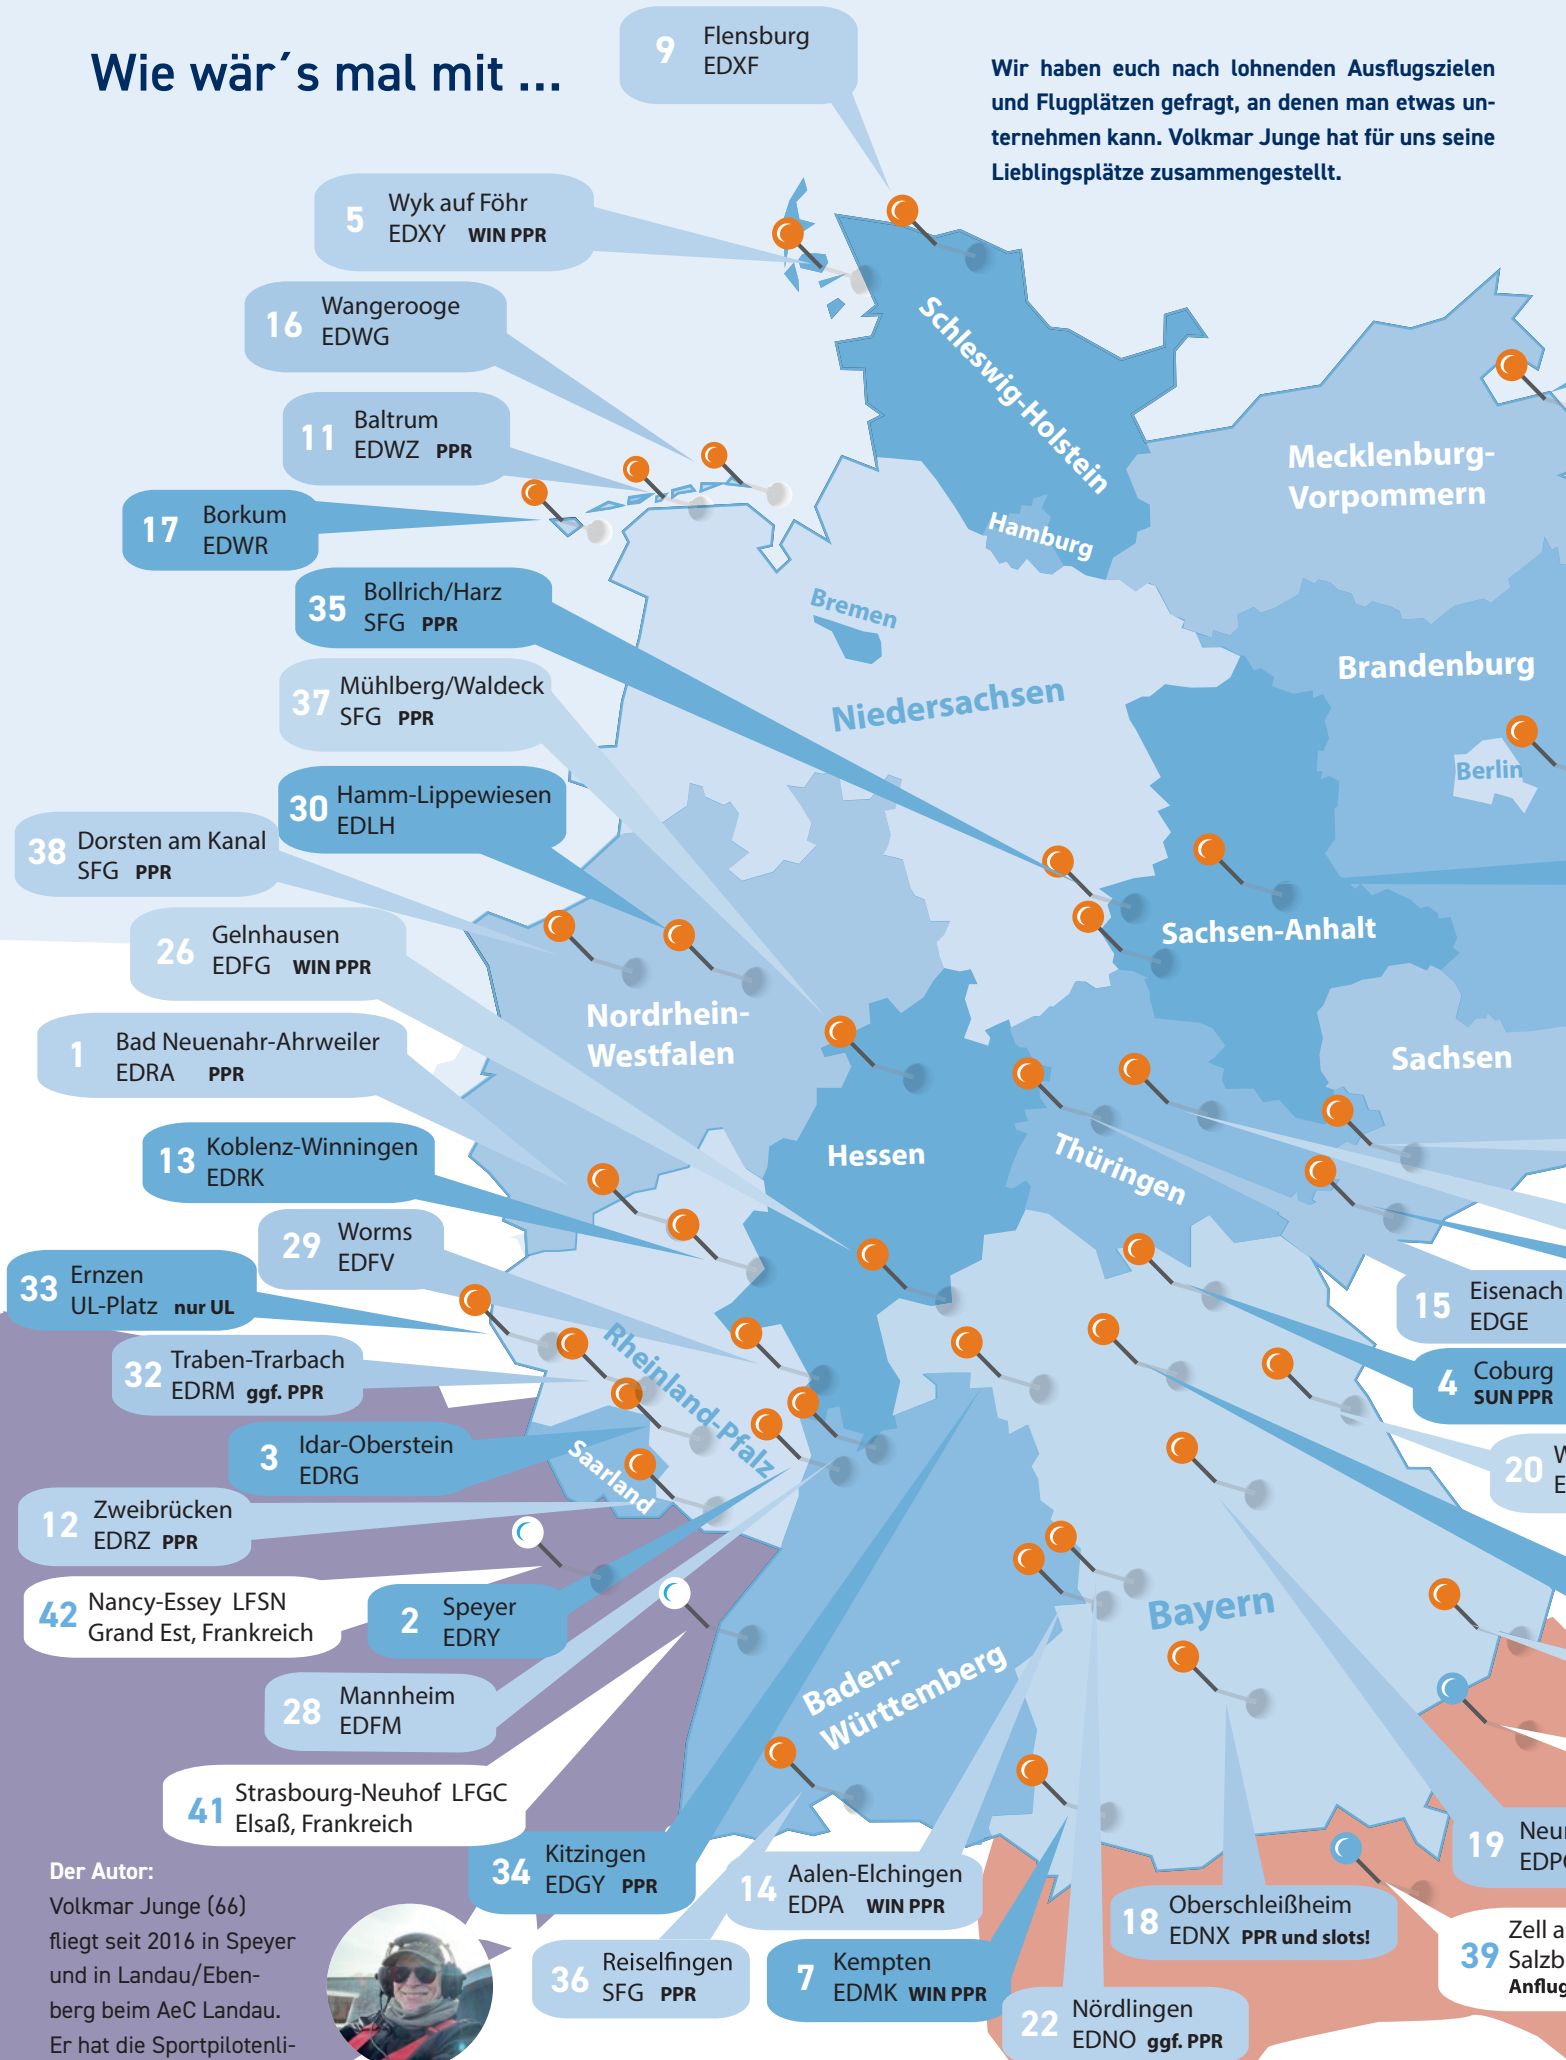 Wie wär´s mal mit ...
Wir haben euch nach lohnenden Ausflugszielen
und Flugplätzen gefragt, an denen man etwas un-
ternehmen kann. Volkmar Junge hat für uns seine
Lieblingsplätze zusammengestellt.
9 Flensburg
EDXF
5 Wyk auf Föhr
EDXY WIN PPR
16 Wangerooge
EDWG
11 Baltrum
EDWZ PPR
17 Borkum
EDWR
35 Bollrich/Harz
SFG PPR
37 Mühlberg/Waldeck
SFG PPR
30 Hamm-Lippewiesen
EDLH
38 Dorsten am Kanal
SFG PPR
26 Gelnhausen
EDFG WIN PPR
1 Bad Neuenahr-Ahrweiler
EDRA PPR
13 Koblenz-Winningen
EDRK
29 Worms
EDFV
33 Ernzen
UL-Platz nur UL
32 Traben-Trarbach
EDRM ggf. PPR
3 Idar-Oberstein
EDRG
12 Zweibrücken
EDRZ PPR
42 Nancy-Essey LFSN
Grand Est, Frankreich
2 Speyer
EDRY
28 Mannheim
EDFM
41 Strasbourg-Neuhof LFGC
Elsaß, Frankreich
34 Kitzingen
EDGY PPR
14 Aalen-Elchingen
EDPA WIN PPR
36 Reiselfingen
SFG PPR
7 Kempten
EDMK WIN PPR
22 Nördlingen
EDNO ggf. PPR
18 Oberschleißheim
EDNX PPR und slots!
15 Eisenach
EDGE
4 Coburg
SUN PPR
20 W
E
19 Neu
EDP
39 Zell a
Salzb
Anflug
Schleswig-Holstein
Mecklenburg-
Vorpommern
Hamburg
Bremen
Niedersachsen
Brandenburg
Berlin
Sachsen-Anhalt
Nordrhein-
Westfalen
Sachsen
Hessen
Thüringen
Rheinland-Pfalz
Saarland
Bayern
Baden-
Württemberg
Der Autor:
Volkmar Junge (66)
fliegt seit 2016 in Speyer
und in Landau/Eben-
berg beim AeC Landau.
Er hat die Sportpilotenli-